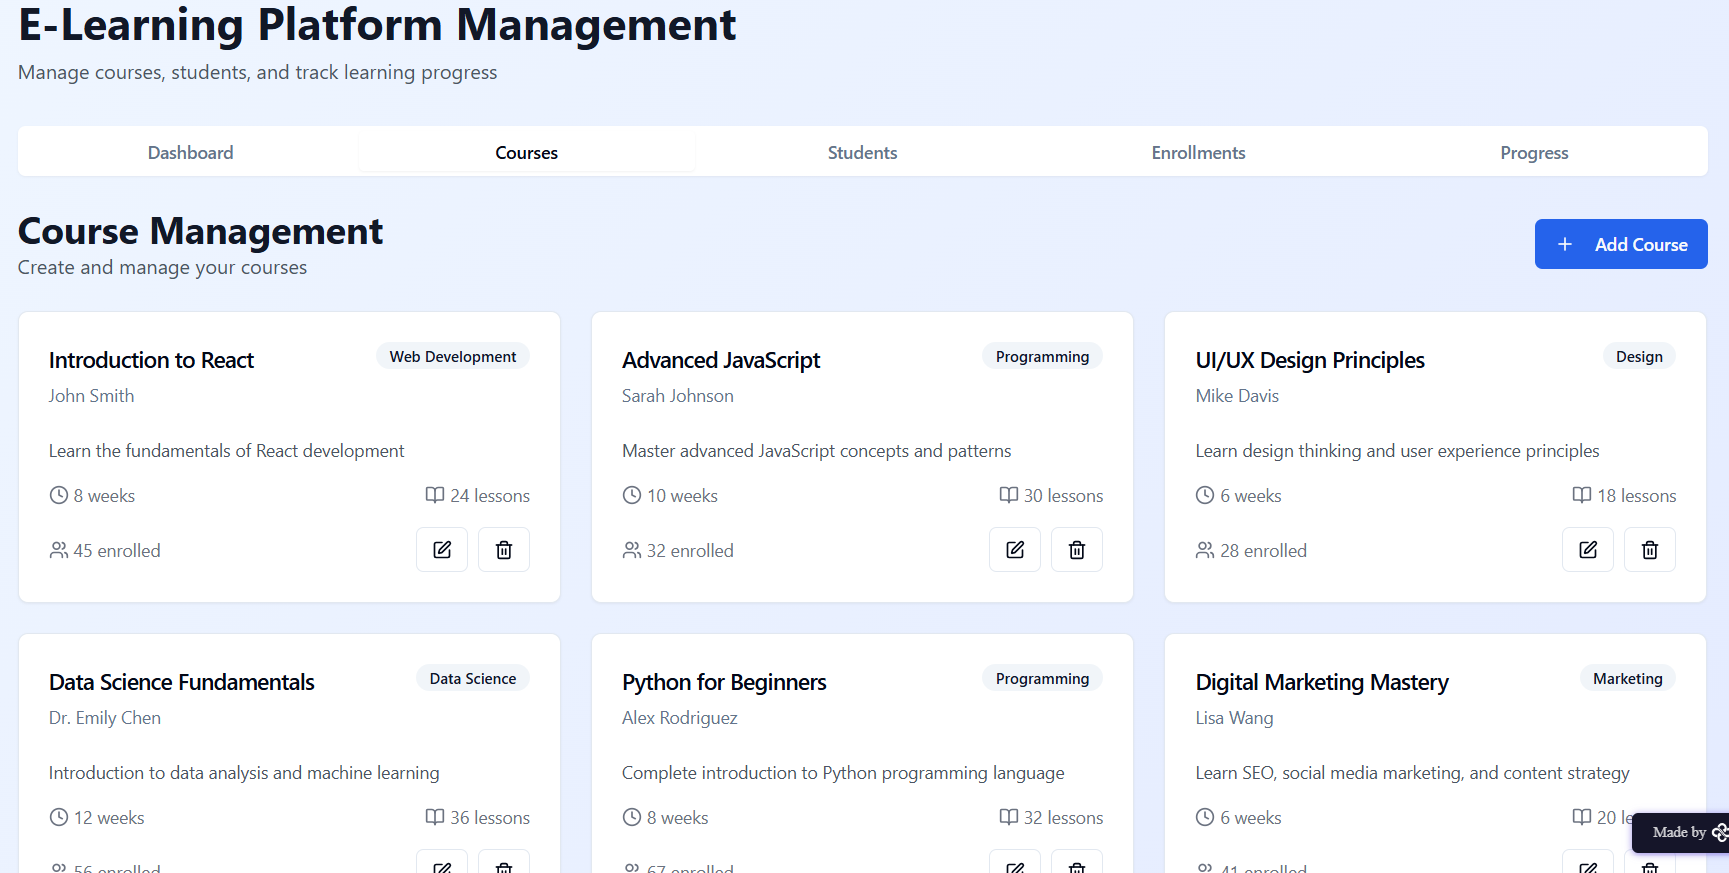 E-Learning Platform Management
Manage courses, students, and track learning progress
Dashboard Courses Students Enrollments Progress
Course Management
Create and manage your courses
Add Course
Introduction to React Web Development
John Smith
Learn the fundamentals of React development
8 weeks 24 lessons
45 enrolled
Advanced JavaScript Programming
Sarah Johnson
Master advanced JavaScript concepts and patterns
10 weeks 30 lessons
32 enrolled
UI/UX Design Principles Design
Mike Davis
Learn design thinking and user experience principles
6 weeks 18 lessons
28 enrolled
Data Science Fundamentals Data Science
Dr. Emily Chen
Introduction to data analysis and machine learning
12 weeks 36 lessons
56 enrolled
Python for Beginners Programming
Alex Rodriguez
Complete introduction to Python programming language
8 weeks 32 lessons
67 enrolled
Digital Marketing Mastery Marketing
Lisa Wang
Learn SEO, social media marketing, and content strategy
6 weeks 20
41 enrolled
Made by